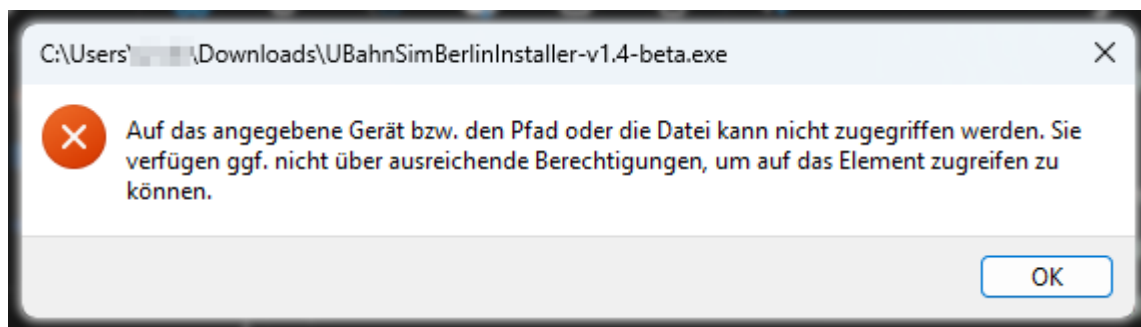 C:\Users\ \Downloads\UBahnSimBerlinInstaller-v1.4-beta.exe
Auf das angegebene Gerät bzw. den Pfad oder die Datei kann nicht zugegriffen werden. Sie
verfügen ggf. nicht über ausreichende Berechtigungen, um auf das Element zugreifen zu
können.
OK